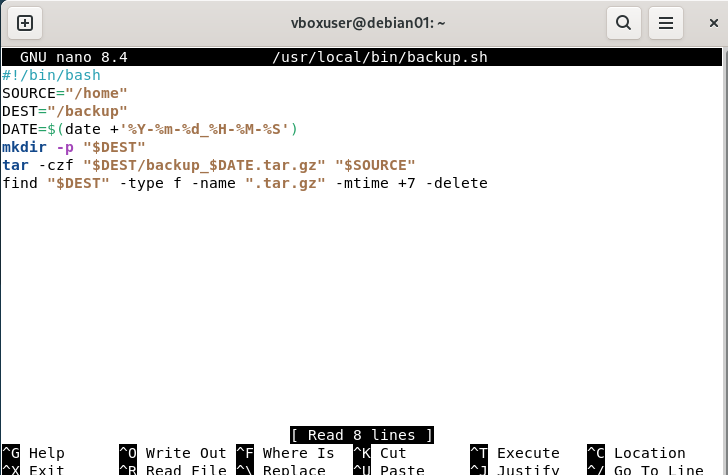 vboxuser@debian01: ~
GNU nano 8.4 /usr/local/bin/backup.sh
#!/bin/bash
SOURCE="/home"
DEST="/backup"
DATE=$(date +'%Y-%m-%d_%H-%M-%S')
mkdir -p "$DEST"
tar -czf "$DEST/backup_$DATE.tar.gz" "$SOURCE"
find "$DEST" -type f -name ".tar.gz" -mtime +7 -delete
[ Read 8 lines ]
^G Help ^O Write Out ^F Where Is ^K Cut ^T Execute ^C Location
^X Exit ^R Read File ^\ Replace ^U Paste ^J Justify ^/ Go To Line